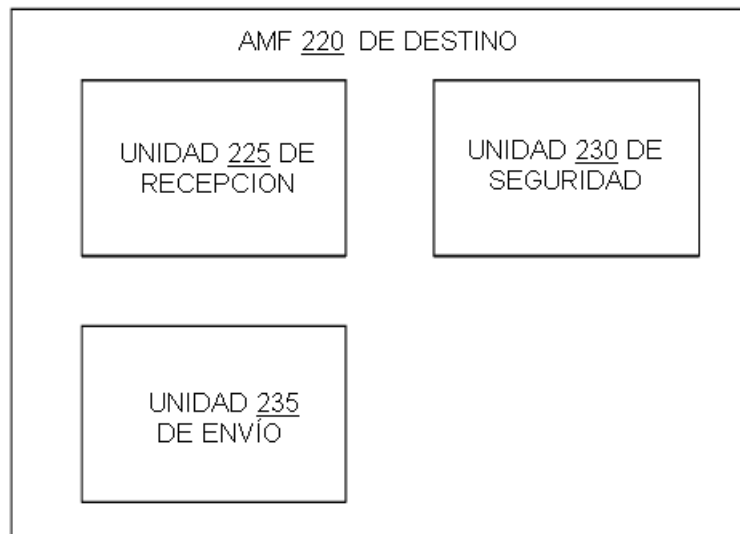 AMF 220 DE DESTINO
UNIDAD 225 DE
RECEPCION
UNIDAD 230 DE
SEGURIDAD
UNIDAD 235
DE ENVÍO